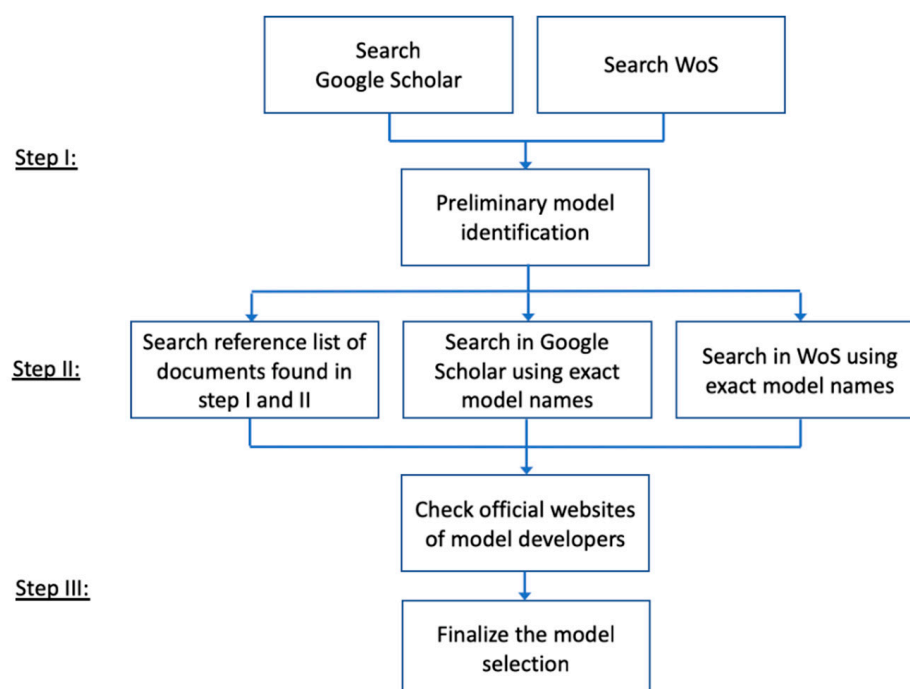 Search
Google Scholar
Search WoS
Step I:
Preliminary model
identification
Step II:
Search reference list of
documents found in
step I and II
Search in Google
Scholar using exact
model names
Search in WoS using
exact model names
Check official websites
of model developers
Step III:
Finalize the model
selection